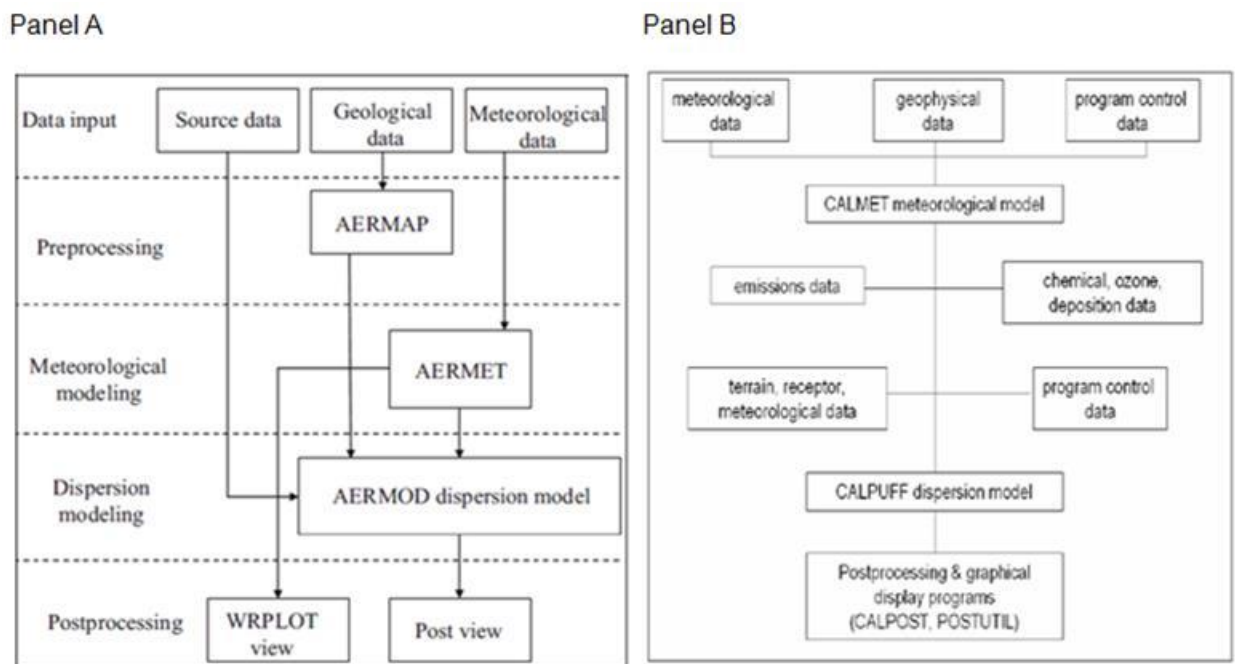 Panel A
Data input
Source data
Geological
data
Meteorological
data
Preprocessing
AERMAP
Meteorological
modeling
AERMET
Dispersion
modeling
AERMOD dispersion model
Postprocessing
WRPLOT
view
Post view
Panel B
meteorological
data
geophysical
data
program control
data
CALMET meteorological model
emissions data
chemical, ozone,
deposition data
terrain, receptor,
meteorological data
program control
data
CALPUFF dispersion model
Postprocessing & graphical
display programs
(CALPOST, POSTUTIL)